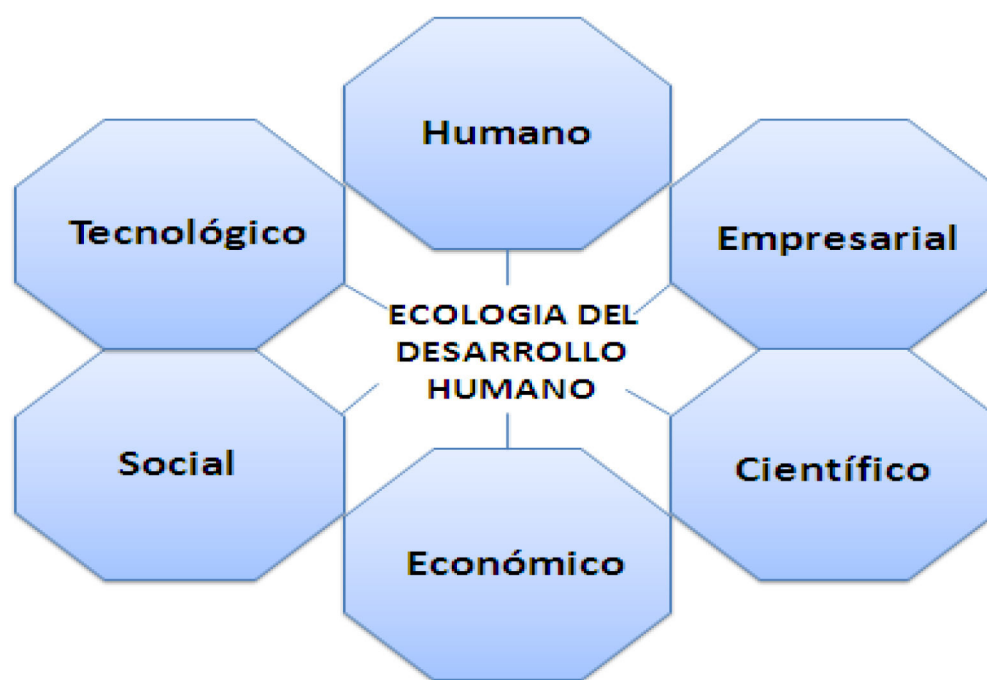 Humano
Tecnológico
Empresarial
ECOLOGIA DEL
DESARROLLO
HUMANO
Social
Científico
Económico